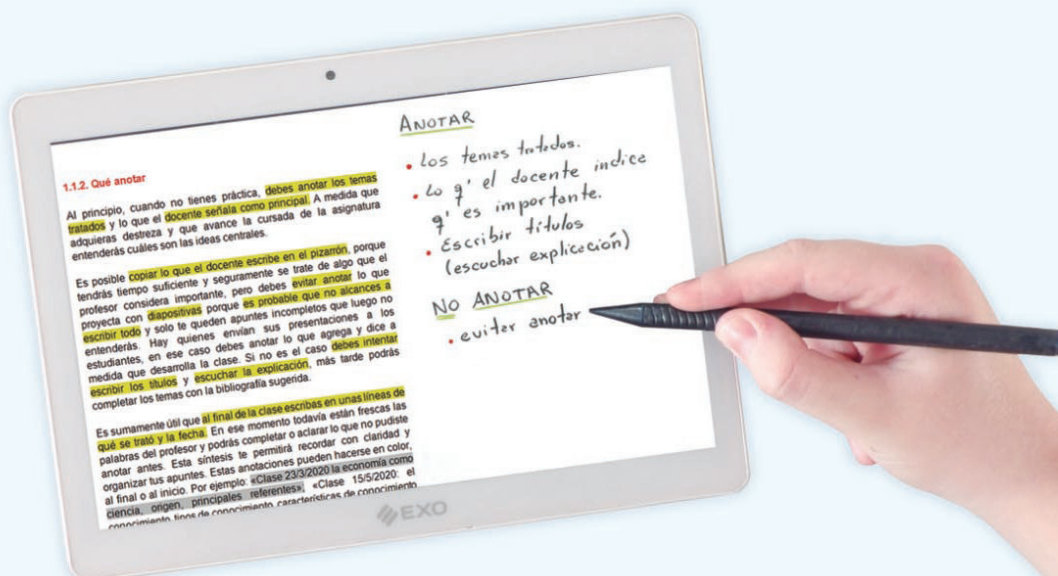 1.1.2. Qué anotar
Al principio, cuando no tienes práctica, debes anotar los temas
tratados y lo que el docente señala como principal. A medida que
adquieras destreza y que avance la cursada de la asignatura
entenderás cuáles son las ideas centrales.
Es posible copiar lo que el docente escribe en el pizarrón, porque
tendrás tiempo suficiente y seguramente se trate de algo que el
profesor considera importante, pero debes evitar anotar lo que
proyecta con diapositivas porque es probable que no alcances a
escribir todo y solo te queden apuntes incompletos que luego no
entenderás. Hay quienes envían sus presentaciones a los
estudiantes, en ese caso debes anotar lo que agrega y dice a
medida que desarrolla la clase. Si no es el caso debes intentar
escribir los títulos y escuchar la explicación, más tarde podrás
completar los temas con la bibliografía sugerida.
Es sumamente útil que al final de la clase escribas en unas líneas de
qué se trató y la fecha. En ese momento todavía están frescas las
palabras del profesor y podrás completar o aclarar lo que no pudiste
anotar antes. Esta síntesis te permitirá recordar con claridad y
organizar tus apuntes. Estas anotaciones pueden hacerse en color,
al final o al inicio. Por ejemplo: «Clase 23/3/2020 la economía como
ciencia, origen, principales referentes»; «Clase 15/5/2020: el
conocimiento tipos de conocimiento características de conocimiento
ANOTAR
• Los temas tratados.
• Lo q' el docente indica
q' es importante.
• Escribir títulos
(escuchar explicación)
NO ANOTAR
• evitar anotar
EXO